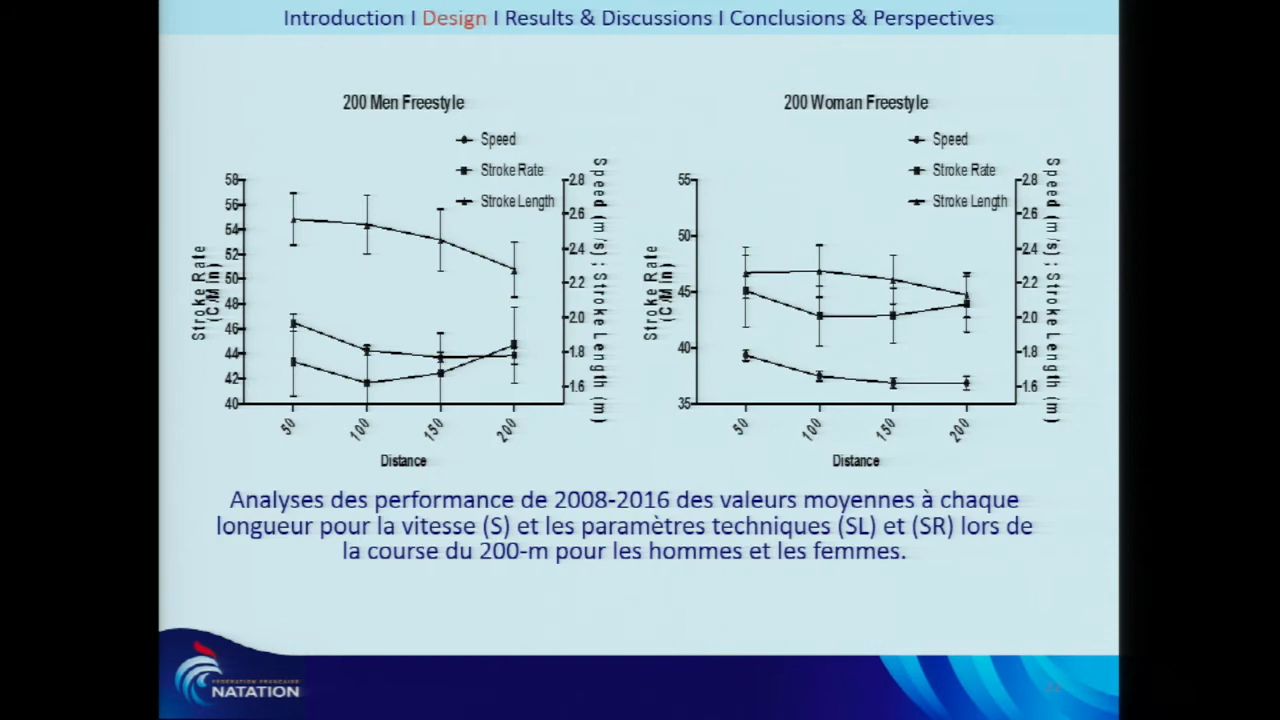 Introduction I Design I Results & Discussions I Conclusions & Perspectives
200 Men Freestyle
Speed
Stroke Rate
Stroke Length
Stroke Rate
(C/Min)
58
56
54
52
50
48
46
44
42
40
2.8
2.6
2.4
2.2
2.0
1.8
1.6
Speed (m/s) ; Stroke Length (m)
50
100
150
200
Distance
200 Woman Freestyle
Speed
Stroke Rate
Stroke Length
Stroke Rate
(C/Min)
55
50
45
40
35
2.8
2.6
2.4
2.2
2.0
1.8
1.6
Speed (m/s) ; Stroke Length (m)
50
100
150
200
Distance
Analyses des performance de 2008-2016 des valeurs moyennes à chaque
longueur pour la vitesse (S) et les paramètres techniques (SL) et (SR) lors de
la course du 200-m pour les hommes et les femmes.
FÉDÉRATION FRANÇAISE
NATATION